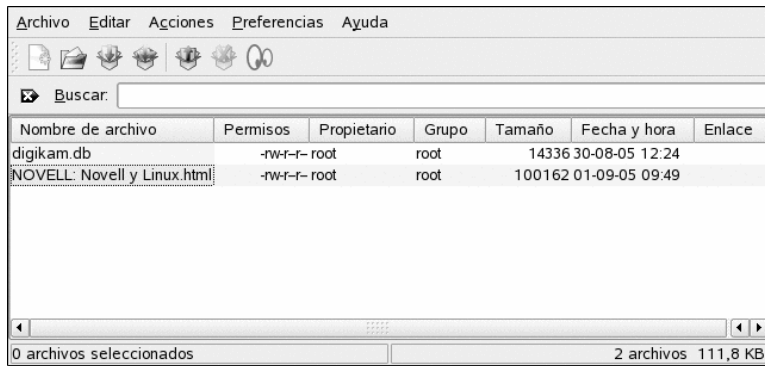 Archivo Editar Acciones Preferencias Ayuda
Buscar:
Nombre de archivo Permisos Propietario Grupo Tamaño Fecha y hora Enlace
digikam.db -rw-r--r-- root root 14336 30-08-05 12:24
NOVELL: Novell y Linux.html -rw-r--r-- root root 100162 01-09-05 09:49
0 archivos seleccionados 2 archivos 111,8 KB